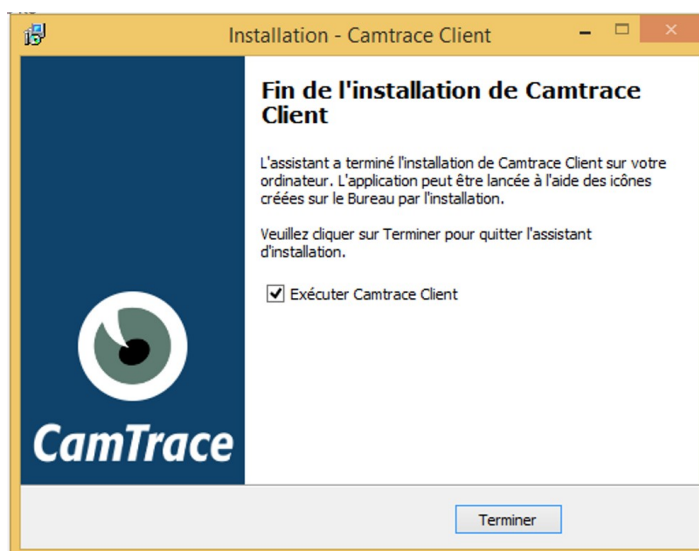 Installation - Camtrace Client
Fin de l'installation de Camtrace
Client
L'assistant a terminé l'installation de Camtrace Client sur votre
ordinateur. L'application peut être lancée à l'aide des icônes
créées sur le Bureau par l'installation.
Veuillez cliquer sur Terminer pour quitter l'assistant
d'installation.
Exécuter Camtrace Client
CamTrace
Terminer